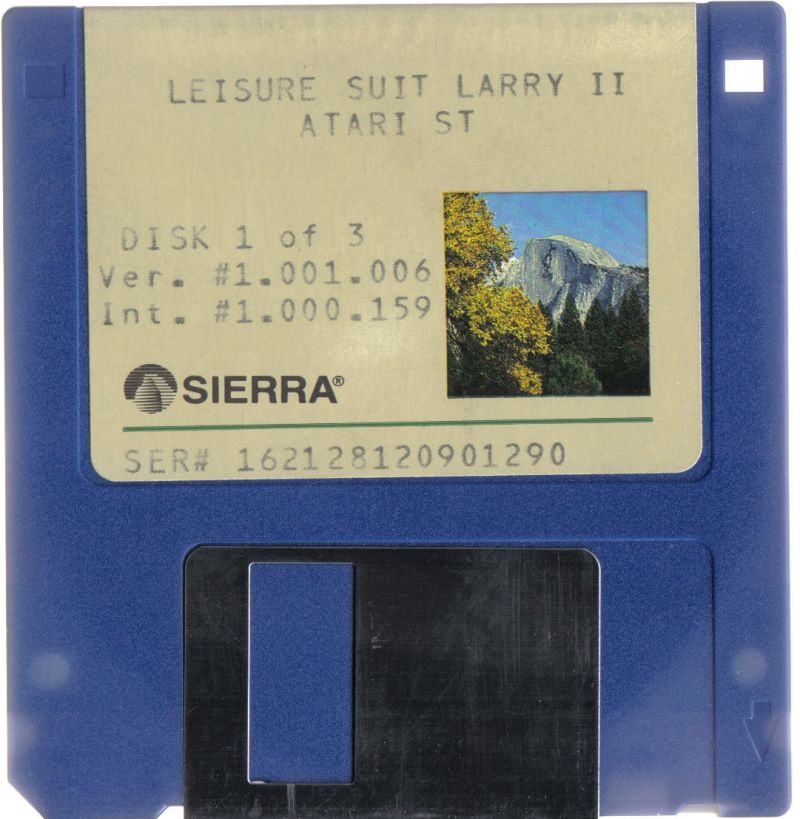 LEISURE SUIT LARRY II
ATARI ST
DISK 1 of 3
Ver. #1.001.006
Int. #1.000.159
SIERRA®
SER# 162128120901290